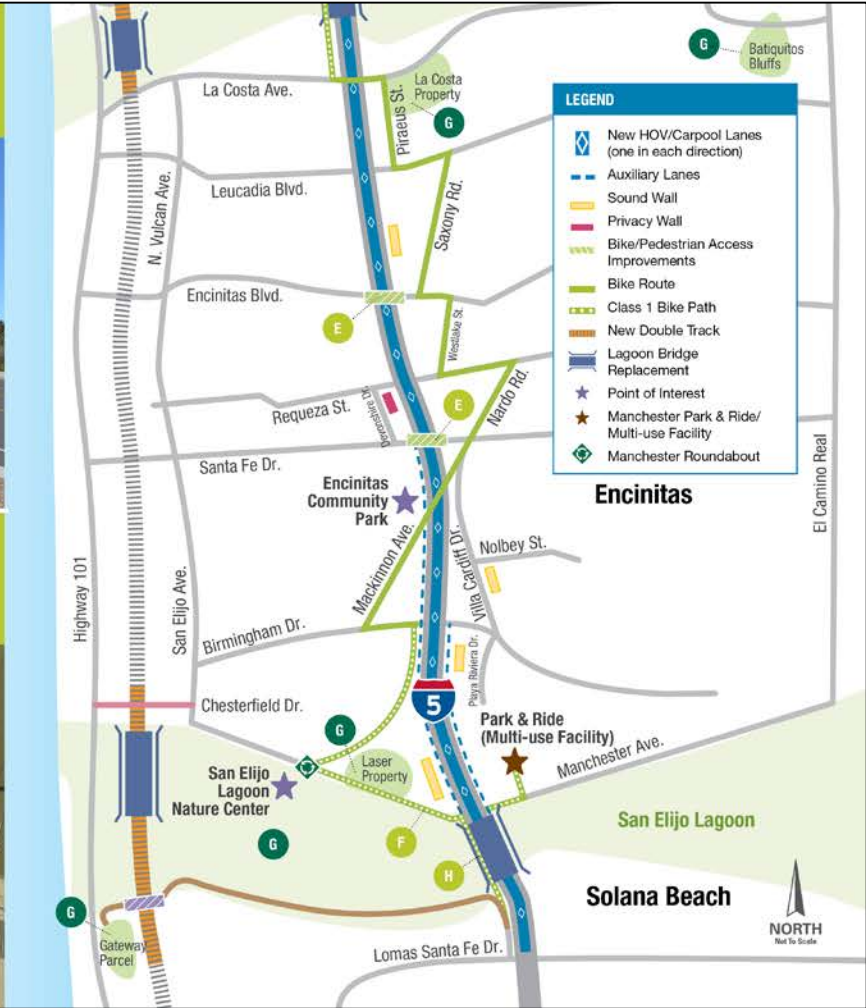 G
Batiquitos
Bluffs
La Costa Ave.
Piraeus St.
La Costa
Property
G
LEGEND
New HOV/Carpool Lanes
(one in each direction)
Auxiliary Lanes
Sound Wall
Privacy Wall
Bike/Pedestrian Access
Improvements
Bike Route
Class 1 Bike Path
New Double Track
Lagoon Bridge
Replacement
Point of Interest
Manchester Park & Ride/
Multi-use Facility
Manchester Roundabout
N. Vulcan Ave.
Leucadia Blvd.
Saxony Rd.
Encinitas Blvd.
E
Westlake St.
Requeza St.
Devonshire Dr.
E
Nardo Rd.
Santa Fe Dr.
Encinitas
Community
Park
Encinitas
El Camino Real
Highway 101
San Elijo Ave.
Mackinnon Ave.
Villa Cardiff Dr.
Nolbey St.
Birmingham Dr.
Playa Riviera Dr.
Chesterfield Dr.
5
Park & Ride
(Multi-use Facility)
Manchester Ave.
G
Laser
Property
San Elijo
Lagoon
Nature Center
G
F
H
San Elijo Lagoon
Solana Beach
G
Gateway
Parcel
Lomas Santa Fe Dr.
NORTH
Not To Scale